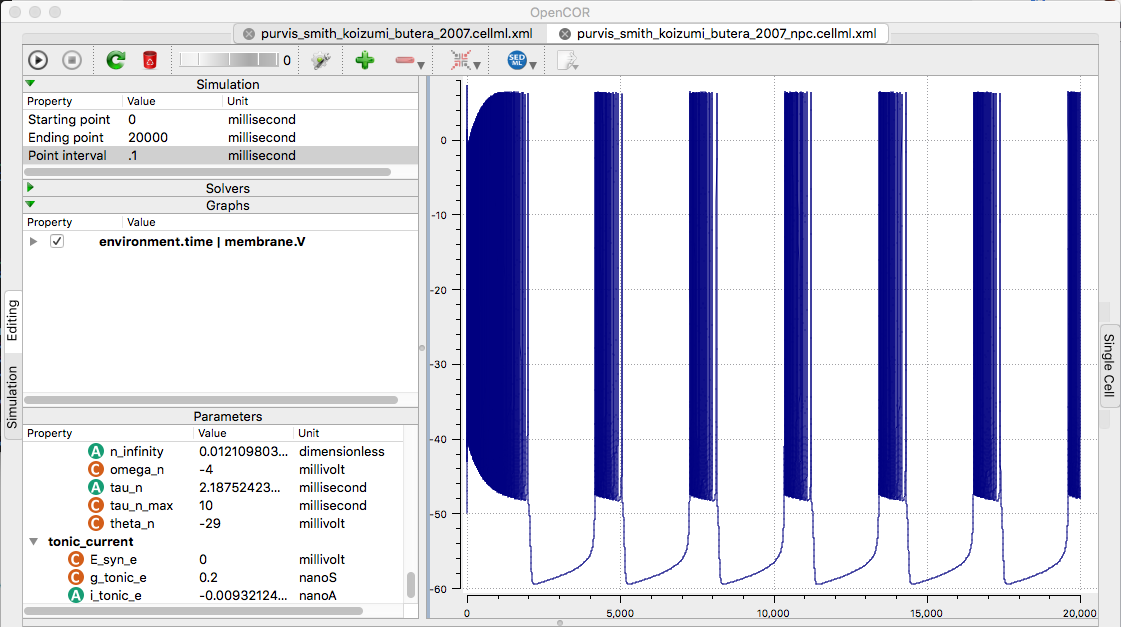 OpenCOR
purvis_smith_koizumi_butera_2007.cellml.xml
purvis_smith_koizumi_butera_2007_npc.cellml.xml
0
SED
ML
Simulation
Property Value Unit
Starting point 0 millisecond
Ending point 20000 millisecond
Point interval .1 millisecond
Solvers
Graphs
Property Value
environment.time | membrane.V
Editing
Simulation
Parameters
Property Value Unit
A n_infinity 0.012109803... dimensionless
C omega_n -4 millivolt
A tau_n 2.18752423... millisecond
C tau_n_max 10 millisecond
C theta_n -29 millivolt
tonic_current
C E_syn_e 0 millivolt
C g_tonic_e 0.2 nanoS
A i_tonic_e -0.00932124... nanoA
0
-10
-20
-30
-40
-50
-60
0 5,000 10,000 15,000 20,000
Single Cell